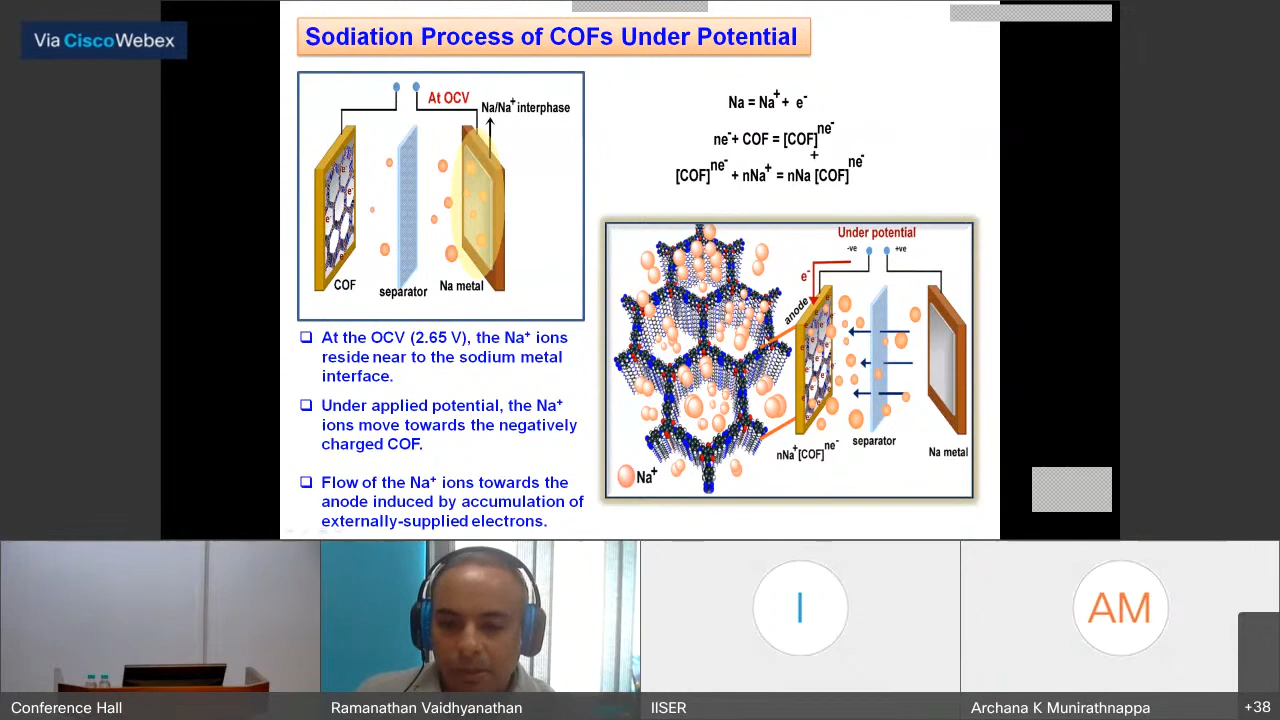 Via Cisco Webex
Sodiation Process of COFs Under Potential
At OCV
Na/Na+ interphase
COF
separator
Na metal
Na = Na+ + e-
ne- + COF = [COF]ne-
[COF]ne- + nNa+ = nNa+ [COF]ne-
❑ At the OCV (2.65 V), the Na+ ions
reside near to the sodium metal
interface.
❑ Under applied potential, the Na+
ions move towards the negatively
charged COF.
❑ Flow of the Na+ ions towards the
anode induced by accumulation of
externally-supplied electrons.
Under potential
-ve
+ve
e-
anode
separator
Na metal
nNa+[COF]ne-
Na+
I
AM
Conference Hall
Ramanathan Vaidhyanathan
IISER
Archana K Munirathnappa
+38